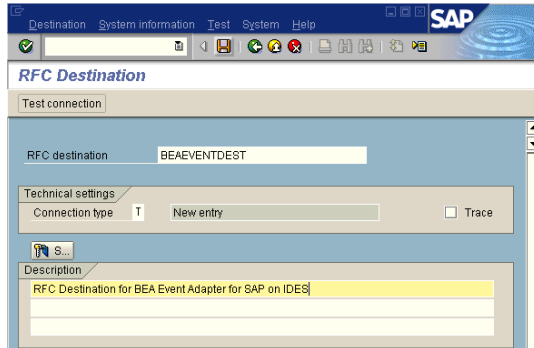 Destination System information Test System Help
SAP
RFC Destination
Test connection
RFC destination BEAEVENTDEST
Technical settings
Connection type T New entry Trace
S...
Description
RFC Destination for BEA Event Adapter for SAP on IDES